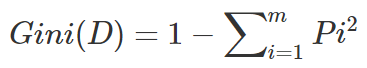 Gini(D) = 1 − ∑_{i=1}^{m} Pi²